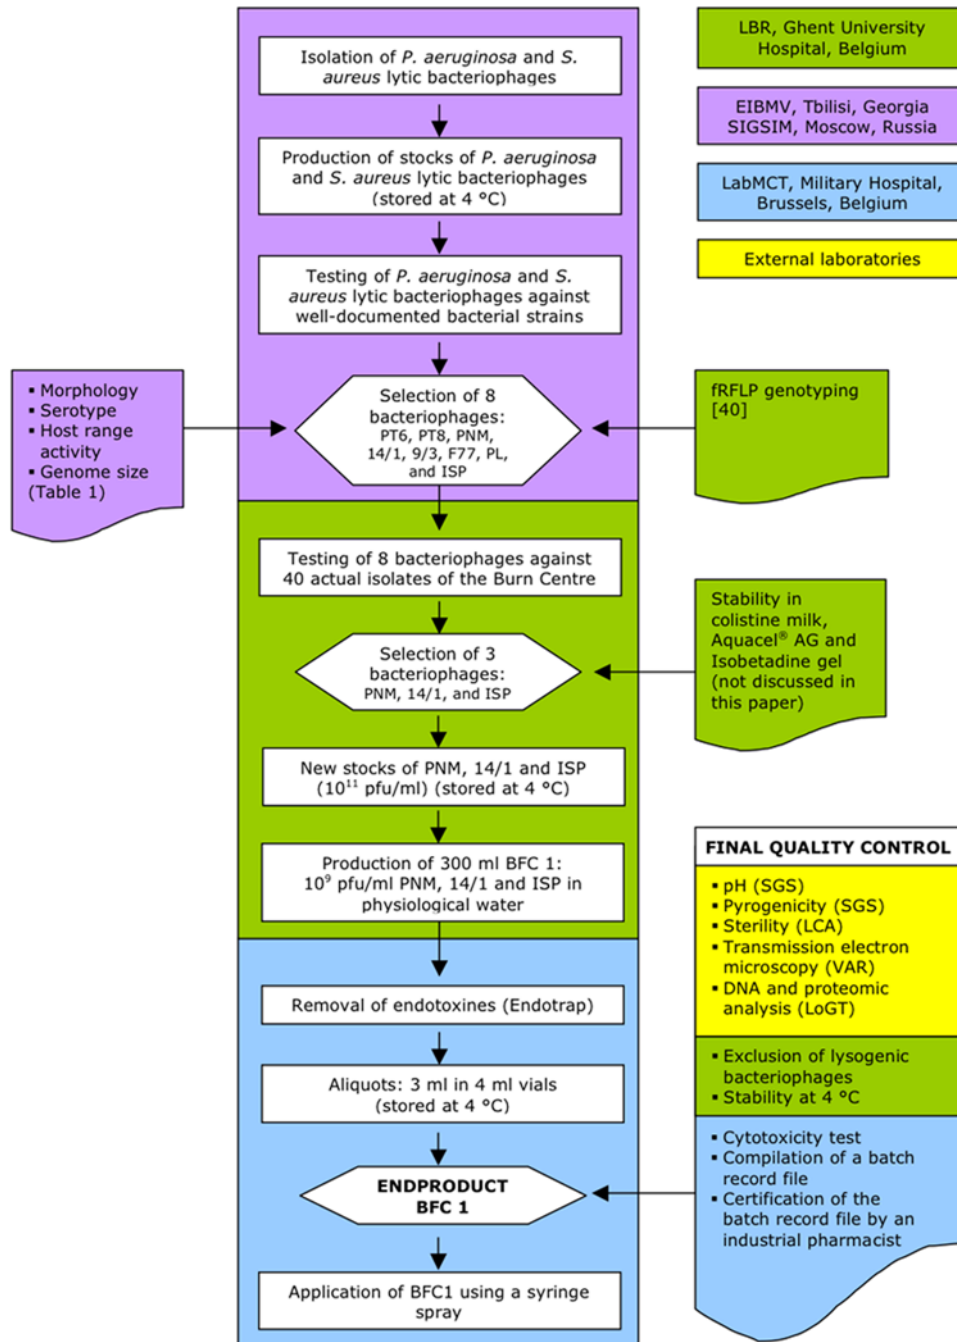 Isolation of P. aeruginosa and S.
aureus lytic bacteriophages
Production of stocks of P. aeruginosa
and S. aureus lytic bacteriophages
(stored at 4 °C)
Testing of P. aeruginosa and S.
aureus lytic bacteriophages against
well-documented bacterial strains
Selection of 8
bacteriophages:
PT6, PT8, PNM,
14/1, 9/3, F77, PL,
and ISP
▪ Morphology
▪ Serotype
▪ Host range
activity
▪ Genome size
(Table 1)
fRFLP genotyping
[40]
LBR, Ghent University
Hospital, Belgium
EIBMV, Tbilisi, Georgia
SIGSIM, Moscow, Russia
LabMCT, Military Hospital,
Brussels, Belgium
External laboratories
Testing of 8 bacteriophages against
40 actual isolates of the Burn Centre
Selection of 3
bacteriophages:
PNM, 14/1, and ISP
Stability in
colistine milk,
Aquacel® AG and
Isobetadine gel
(not discussed in
this paper)
New stocks of PNM, 14/1 and ISP
(10¹¹ pfu/ml) (stored at 4 °C)
Production of 300 ml BFC 1:
10⁹ pfu/ml PNM, 14/1 and ISP in
physiological water
Removal of endotoxines (Endotrap)
Aliquots: 3 ml in 4 ml vials
(stored at 4 °C)
ENDPRODUCT
BFC 1
Application of BFC1 using a syringe
spray
FINAL QUALITY CONTROL
▪ pH (SGS)
▪ Pyrogenicity (SGS)
▪ Sterility (LCA)
▪ Transmission electron
microscopy (VAR)
▪ DNA and proteomic
analysis (LoGT)
▪ Exclusion of lysogenic
bacteriophages
▪ Stability at 4 °C
▪ Cytotoxicity test
▪ Compilation of a batch
record file
▪ Certification of the
batch record file by an
industrial pharmacist